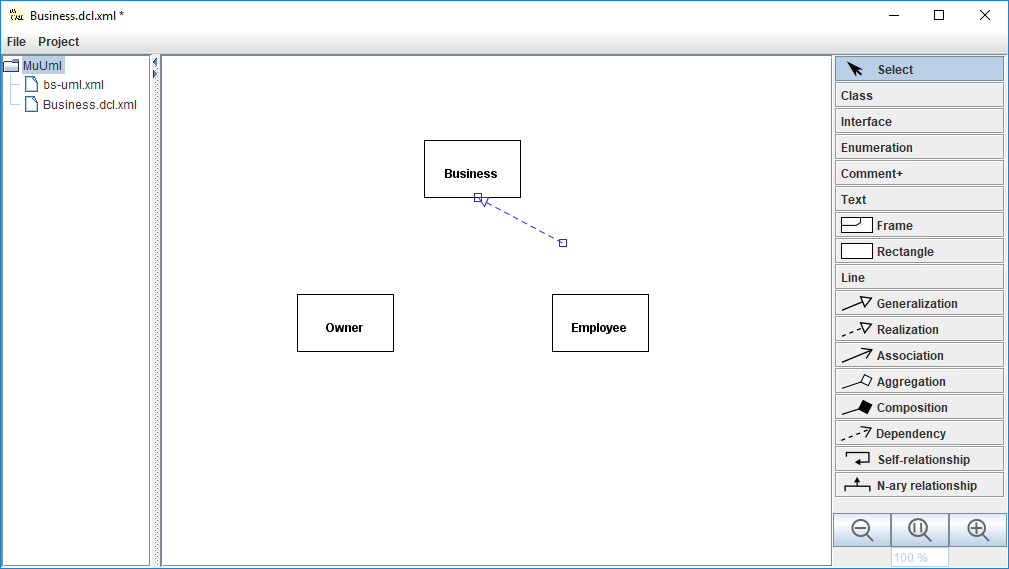 Business.dcl.xml *
File Project
MuUml
bs-uml.xml
Business.dcl.xml
Business
Owner
Employee
Select
Class
Interface
Enumeration
Comment+
Text
Frame
Rectangle
Line
Generalization
Realization
Association
Aggregation
Composition
Dependency
Self-relationship
N-ary relationship
100 %